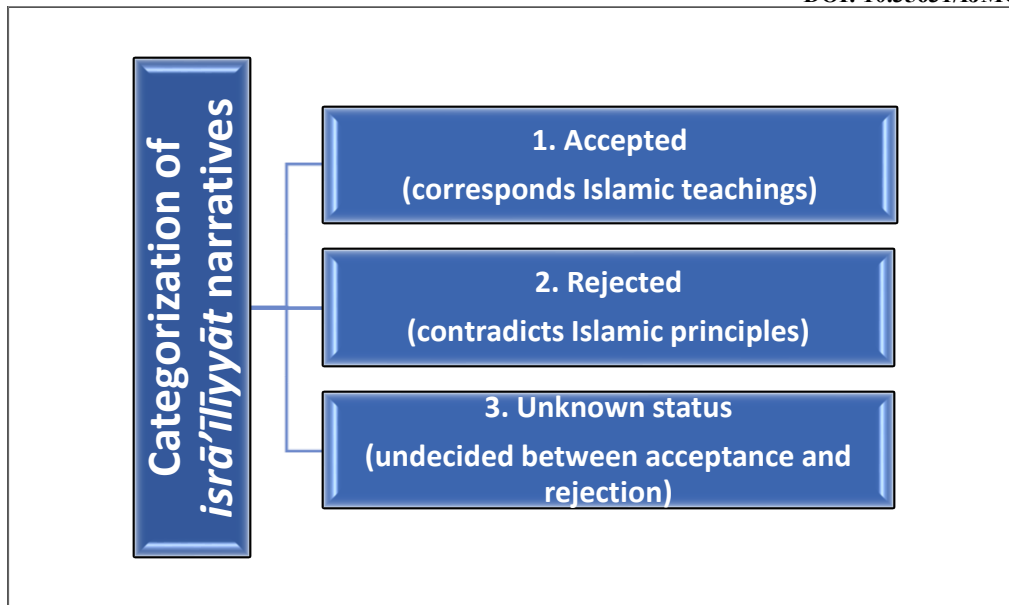 Categorization of
isrā’īlīyyāt narratives
1. Accepted
(corresponds Islamic teachings)
2. Rejected
(contradicts Islamic principles)
3. Unknown status
(undecided between acceptance and
rejection)